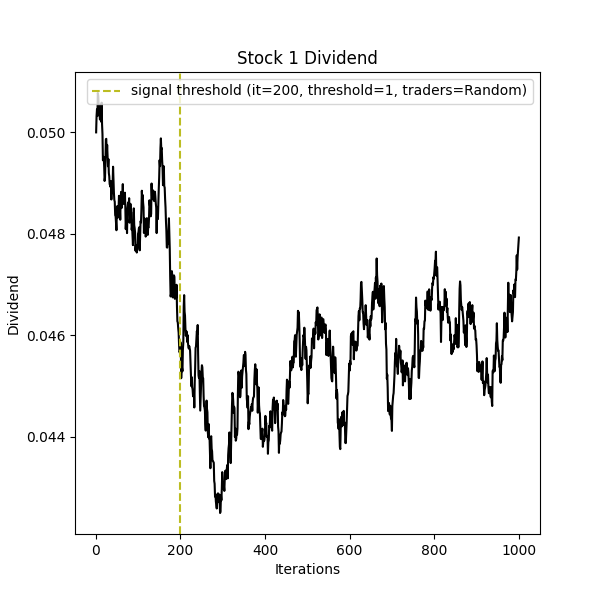 Stock 1 Dividend
signal threshold (it=200, threshold=1, traders=Random)
0.050
0.048
0.046
0.044
Dividend
0 200 400 600 800 1000
Iterations